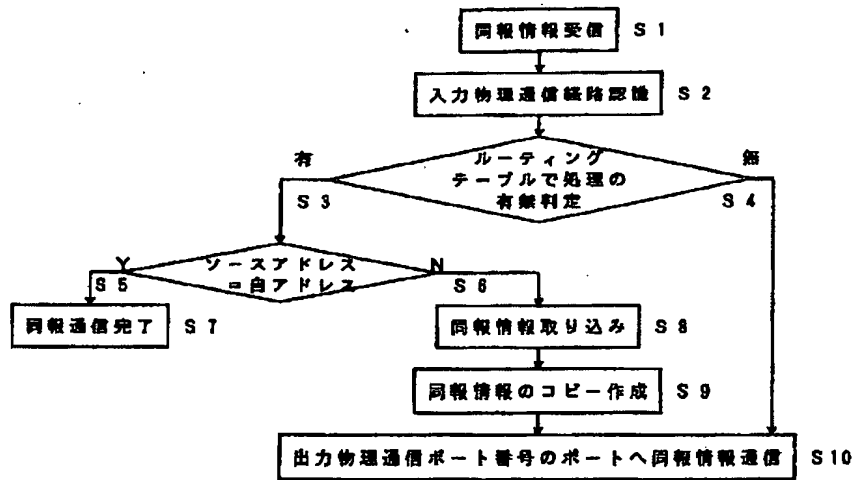 同報情報受信 S1
入力物理通信経路認識 S2
有
ルーティング
テーブルで処理の
有無判定
無
S3
S4
Y
ソースアドレス
=自アドレス
N
S5
S6
同報通信完了 S7
同報情報取り込み S8
同報情報のコピー作成 S9
出力物理通信ポート番号のポートへ同報情報通信 S10